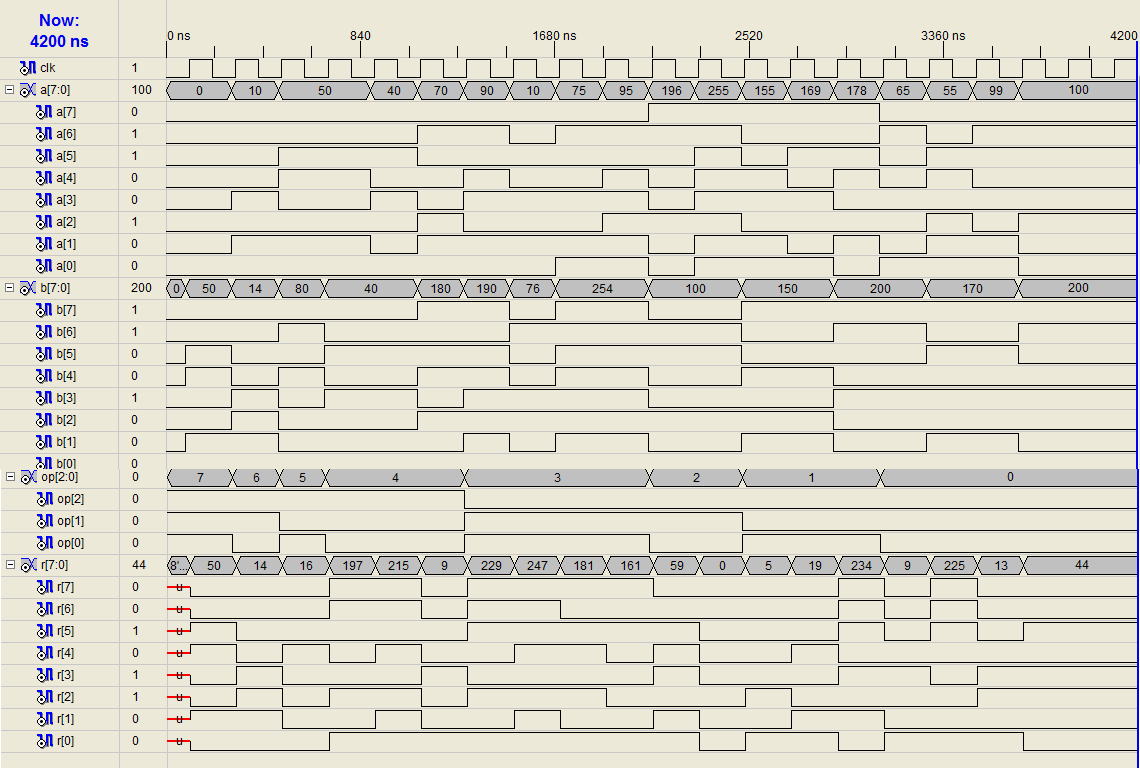 Now:
4200 ns
0 ns 840 1680 ns 2520 3360 ns 4200
clk 1
a[7:0] 100 0 10 50 40 70 90 10 75 95 196 255 155 169 178 65 55 99 100
a[7] 0
a[6] 1
a[5] 1
a[4] 0
a[3] 0
a[2] 1
a[1] 0
a[0] 0
b[7:0] 200 0 50 14 80 40 180 190 76 254 100 150 200 170 200
b[7] 1
b[6] 1
b[5] 0
b[4] 0
b[3] 1
b[2] 0
b[1] 0
b[0] 0
op[2:0] 0 7 6 5 4 3 2 1 0
op[2] 0
op[1] 0
op[0] 0
r[7:0] 44 8'... 50 14 16 197 215 9 229 247 181 161 59 0 5 19 234 9 225 13 44
r[7] 0 u
r[6] 0 u
r[5] 1 u
r[4] 0 u
r[3] 1 u
r[2] 1 u
r[1] 0 u
r[0] 0 u